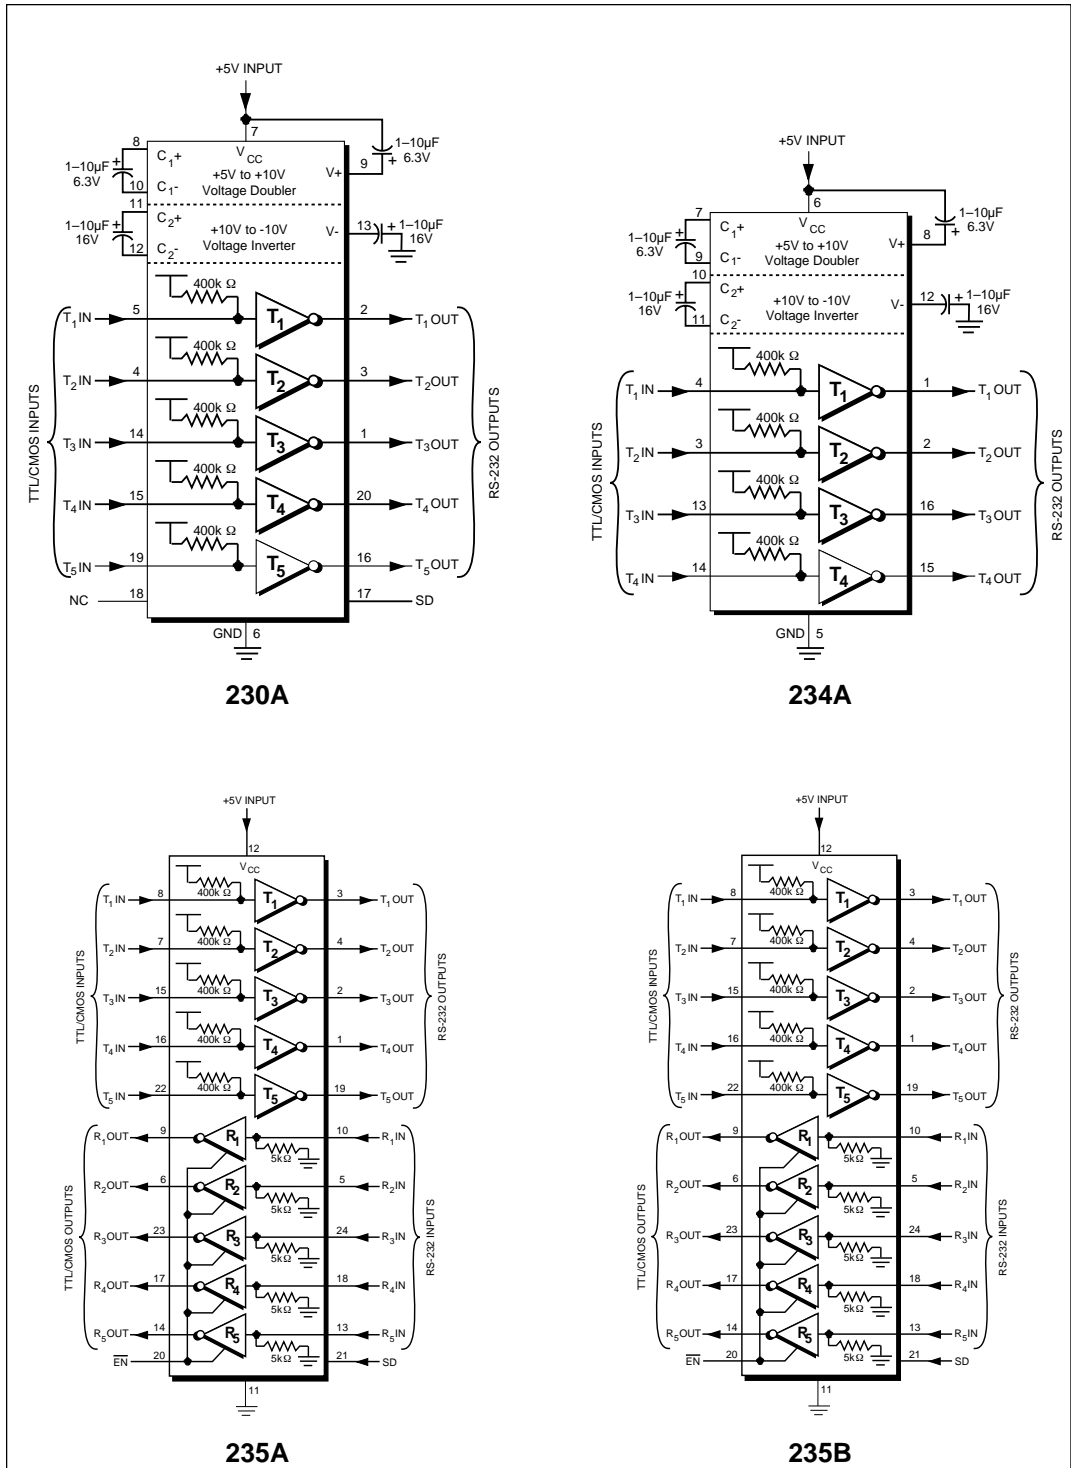 +5V INPUT
7
8
C1+
VCC
1–10µF
6.3V
+
+5V to +10V
Voltage Doubler
V+
9
+
1–10µF
6.3V
10
C1-
11
C2+
1–10µF
16V
+
+10V to -10V
Voltage Inverter
V-
13
+
1–10µF
16V
12
C2-
TTL/CMOS INPUTS
RS-232 OUTPUTS
400k Ω
T1 IN
5
T1
2
T1 OUT
400k Ω
T2 IN
4
T2
3
T2 OUT
400k Ω
T3 IN
14
T3
1
T3 OUT
400k Ω
T4 IN
15
T4
20
T4 OUT
400k Ω
T5 IN
19
T5
16
T5 OUT
NC
18
17
SD
GND
6
230A
+5V INPUT
6
7
C1+
VCC
1–10µF
6.3V
+
+5V to +10V
Voltage Doubler
V+
8
+
1–10µF
6.3V
9
C1-
10
C2+
1–10µF
16V
+
+10V to -10V
Voltage Inverter
V-
12
+
1–10µF
16V
11
C2-
TTL/CMOS INPUTS
RS-232 OUTPUTS
400k Ω
T1 IN
4
T1
1
T1 OUT
400k Ω
T2 IN
3
T2
2
T2 OUT
400k Ω
T3 IN
13
T3
16
T3 OUT
400k Ω
T4 IN
14
T4
15
T4 OUT
GND
5
234A
+5V INPUT
12
VCC
TTL/CMOS INPUTS
RS-232 OUTPUTS
400k Ω
T1 IN
8
T1
3
T1 OUT
400k Ω
T2 IN
7
T2
4
T2 OUT
400k Ω
T3 IN
15
T3
2
T3 OUT
400k Ω
T4 IN
16
T4
1
T4 OUT
400k Ω
T5 IN
22
T5
19
T5 OUT
TTL/CMOS OUTPUTS
RS-232 INPUTS
R1 OUT
9
R1
10
R1 IN
5kΩ
R2 OUT
6
R2
5
R2 IN
5kΩ
R3 OUT
23
R3
24
R3 IN
5kΩ
R4 OUT
17
R4
18
R4 IN
5kΩ
R5 OUT
14
R5
13
R5 IN
5kΩ
EN
20
21
SD
11
235A
+5V INPUT
12
VCC
TTL/CMOS INPUTS
RS-232 OUTPUTS
400k Ω
T1 IN
8
T1
3
T1 OUT
400k Ω
T2 IN
7
T2
4
T2 OUT
400k Ω
T3 IN
15
T3
2
T3 OUT
400k Ω
T4 IN
16
T4
1
T4 OUT
400k Ω
T5 IN
22
T5
19
T5 OUT
TTL/CMOS OUTPUTS
RS-232 INPUTS
R1 OUT
9
R1
10
R1 IN
5kΩ
R2 OUT
6
R2
5
R2 IN
5kΩ
R3 OUT
23
R3
24
R3 IN
5kΩ
R4 OUT
17
R4
18
R4 IN
5kΩ
R5 OUT
14
R5
13
R5 IN
5kΩ
EN
20
21
SD
11
235B